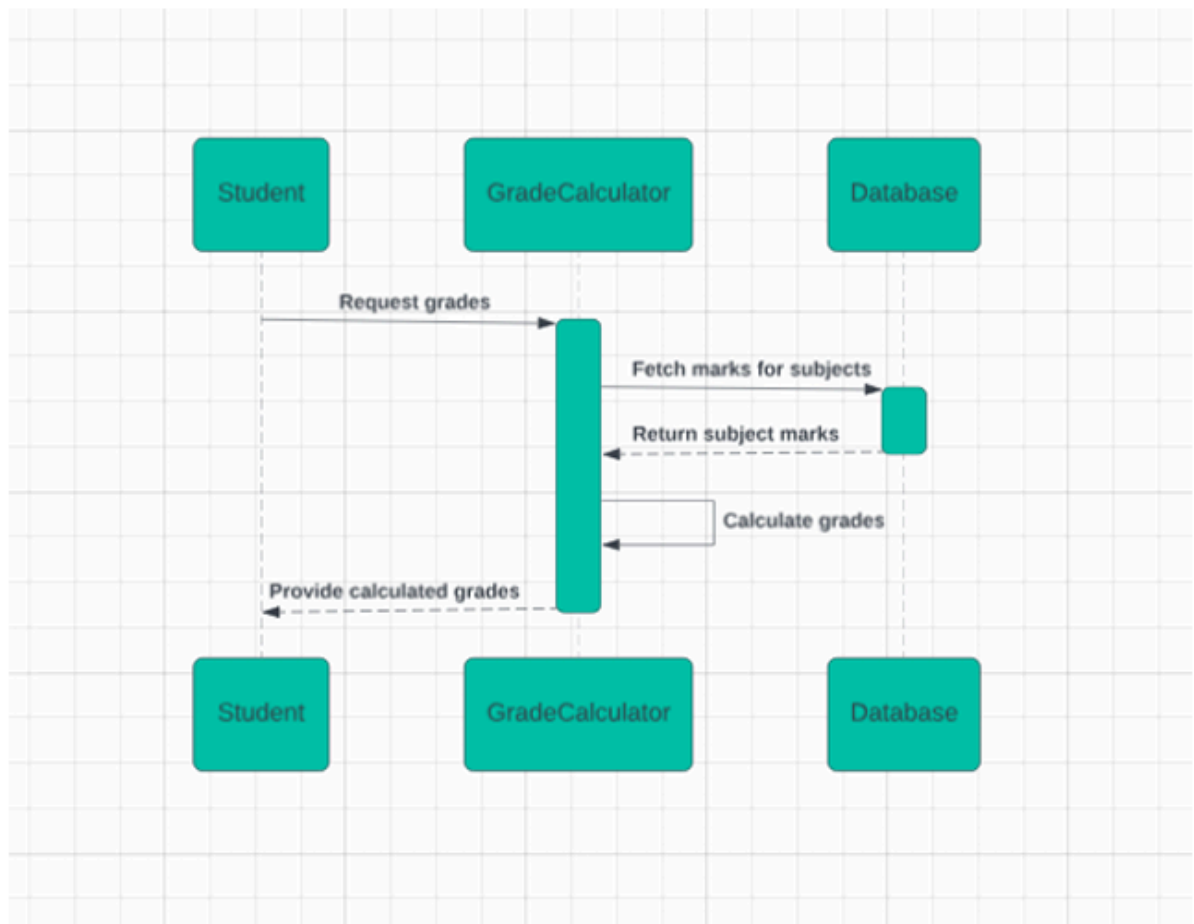 Student
GradeCalculator
Database
Request grades
Fetch marks for subjects
Return subject marks
Calculate grades
Provide calculated grades
Student
GradeCalculator
Database